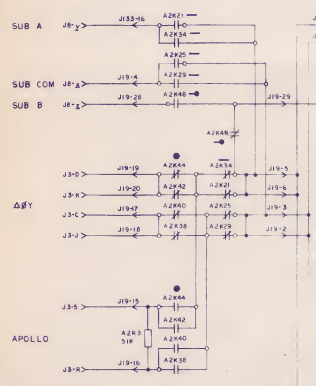 A2K21
SUB A J8-y J133-16
A2K34
A2K25
SUB COM J8-A J19-4 A2K29
A2K48
SUB B J8-z J19-28 J19-29
A2K48
A2K44 A2K34
J3-D J19-19 J19-5
A2K42 A2K21
J3-K J19-20 J19-6
ΔØY
A2K40 A2K25
J3-C J19-17 J19-3
A2K38 A2K29
J3-J J19-18 J19-2
A2K44
J3-S J19-15
A2K42
A2R3
51K
APOLLO
A2K40
J3-R J19-16
A2K38